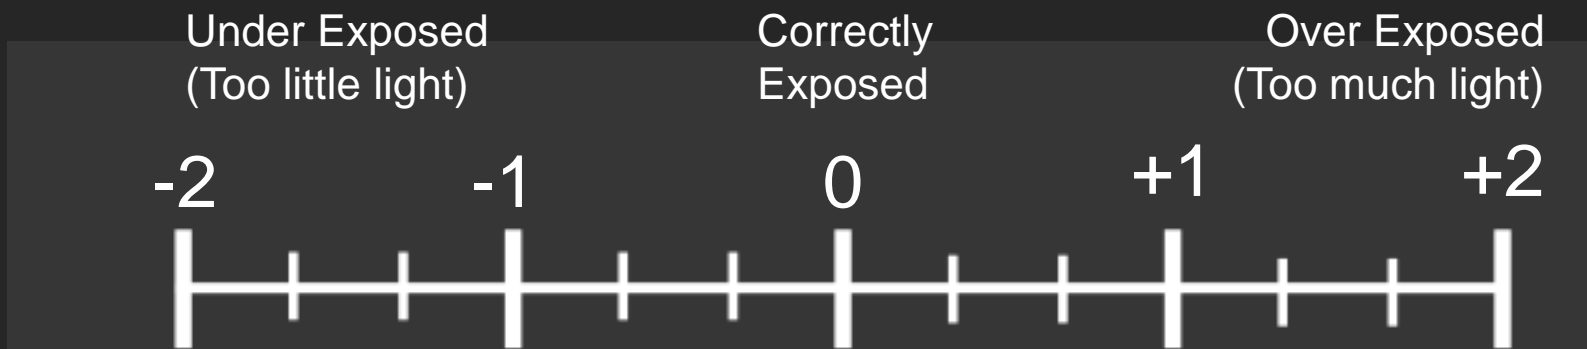 Under Exposed Correctly Over Exposed
(Too little light) Exposed (Too much light)
-2 -1 0 +1 +2